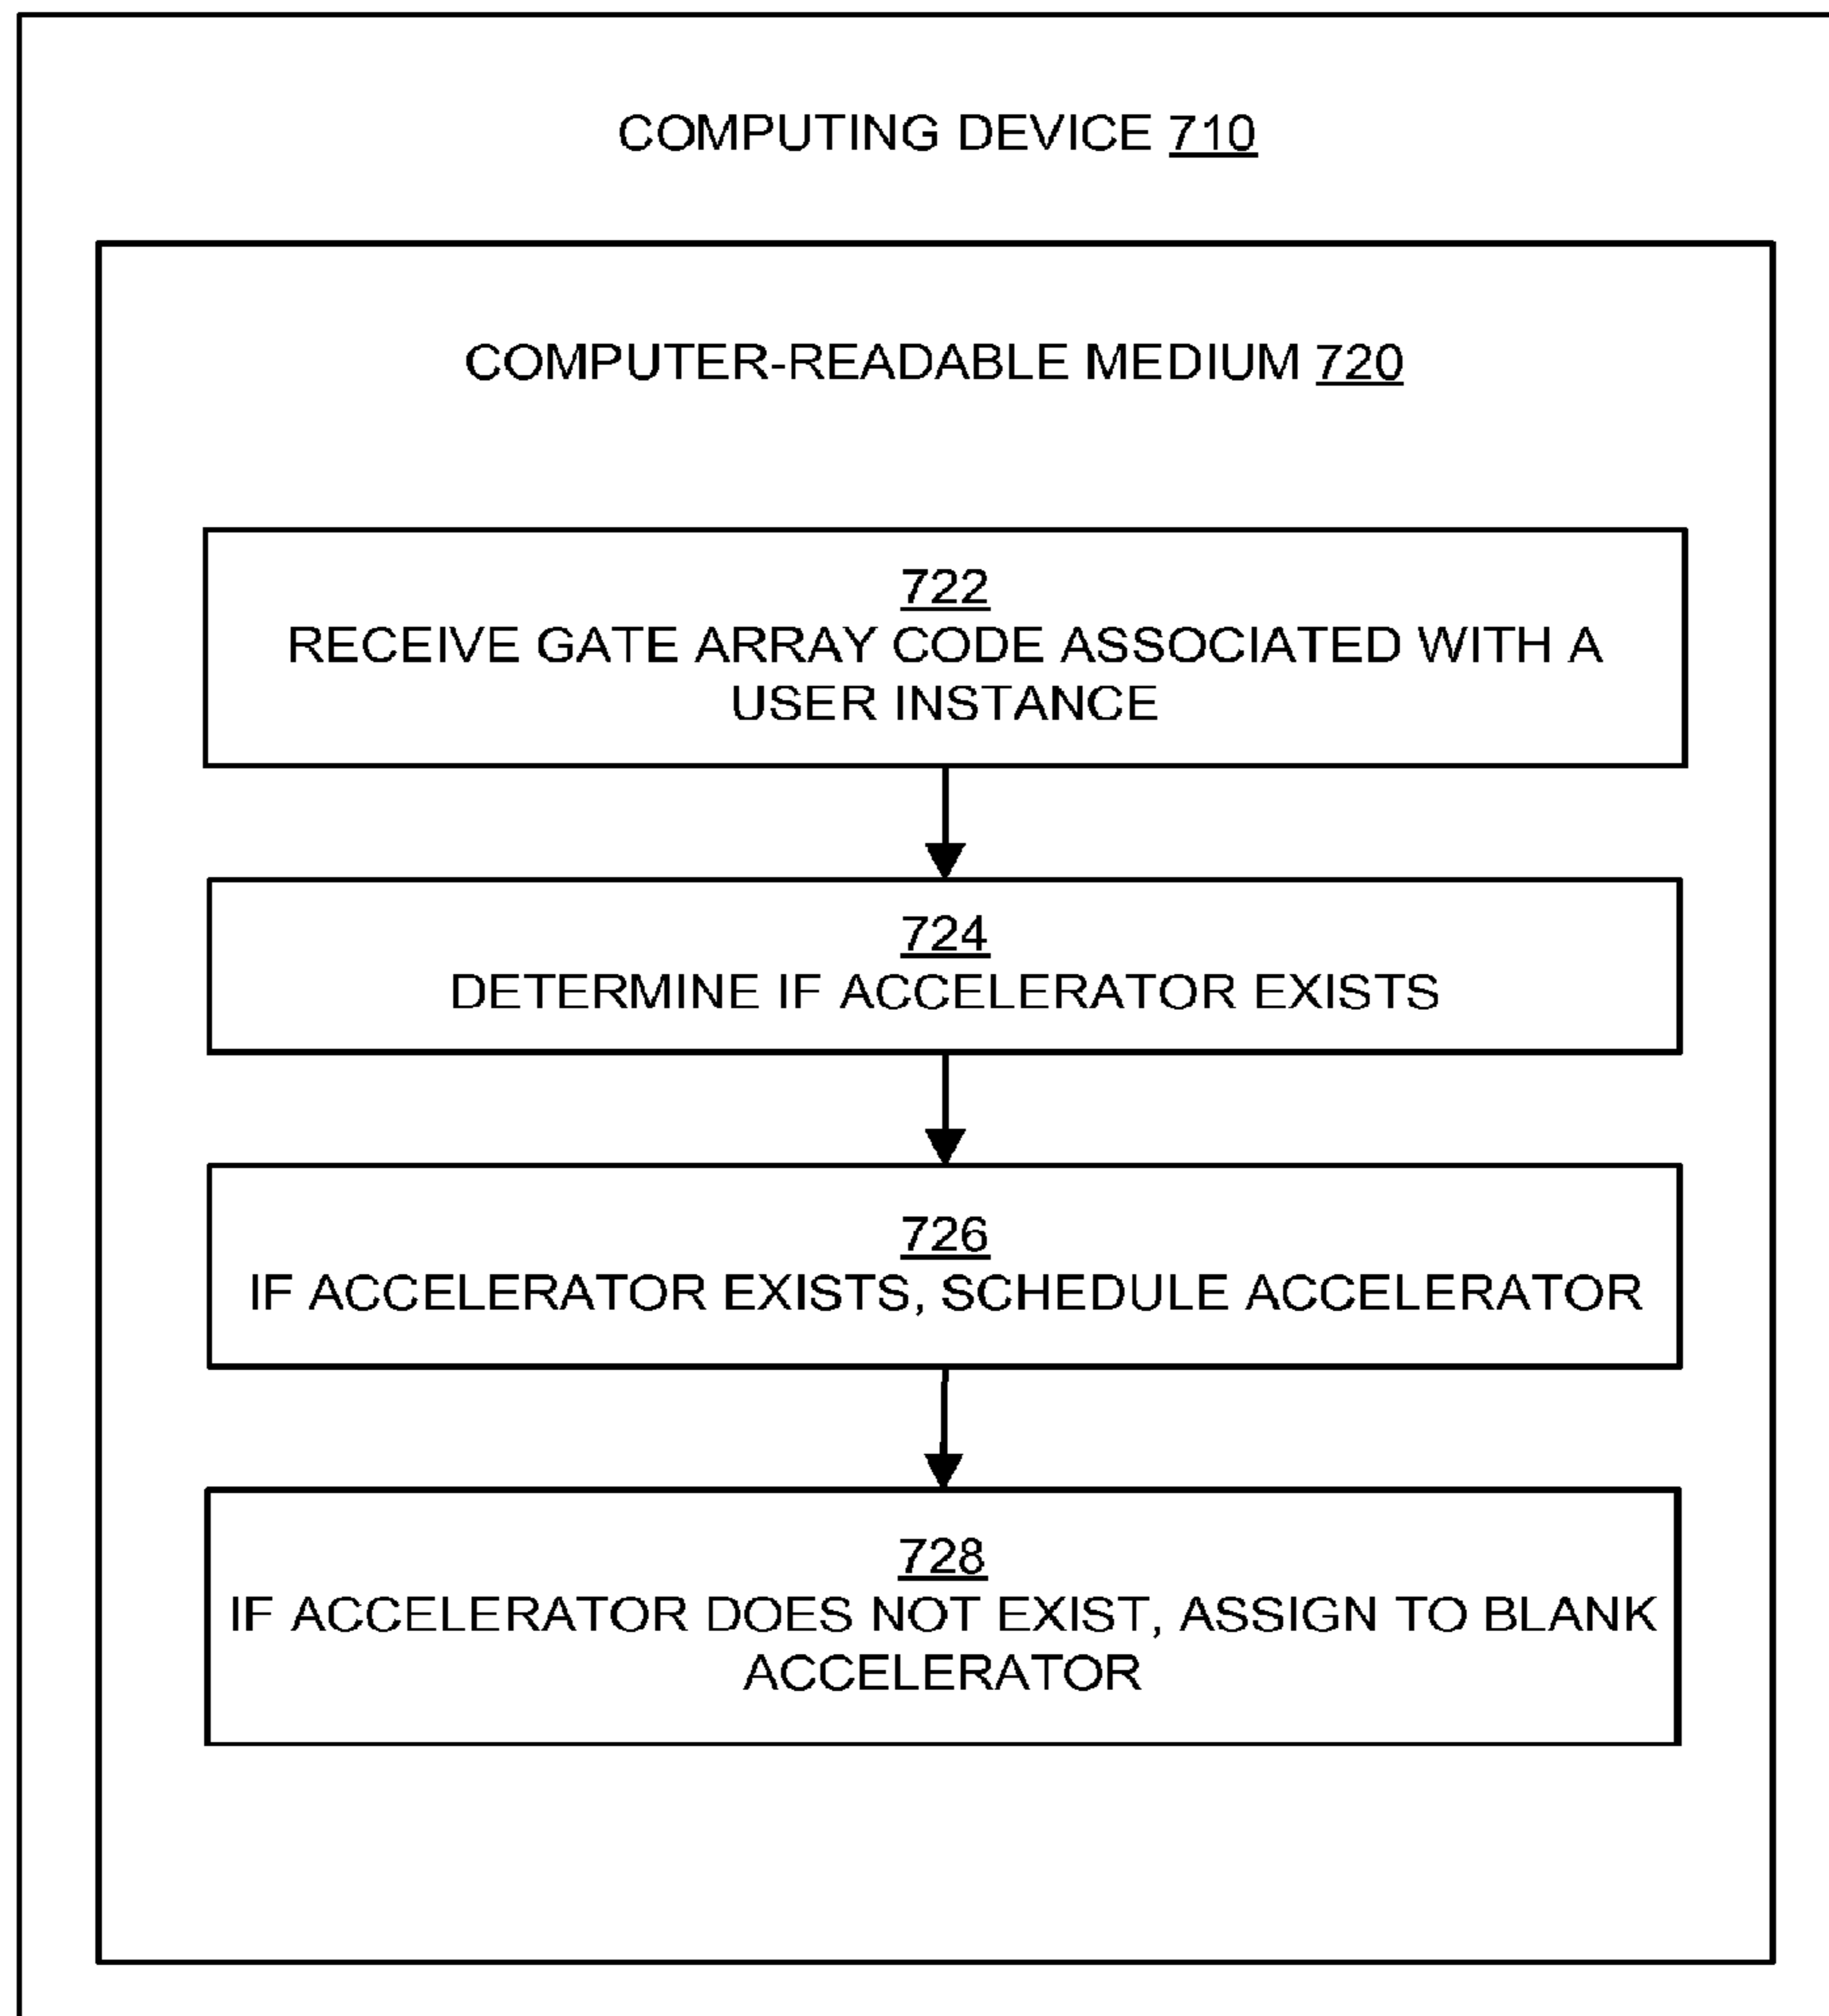 COMPUTING DEVICE 710
COMPUTER-READABLE MEDIUM 720
722
RECEIVE GATE ARRAY CODE ASSOCIATED WITH A
USER INSTANCE
724
DETERMINE IF ACCELERATOR EXISTS
726
IF ACCELERATOR EXISTS, SCHEDULE ACCELERATOR
728
IF ACCELERATOR DOES NOT EXIST, ASSIGN TO BLANK
ACCELERATOR